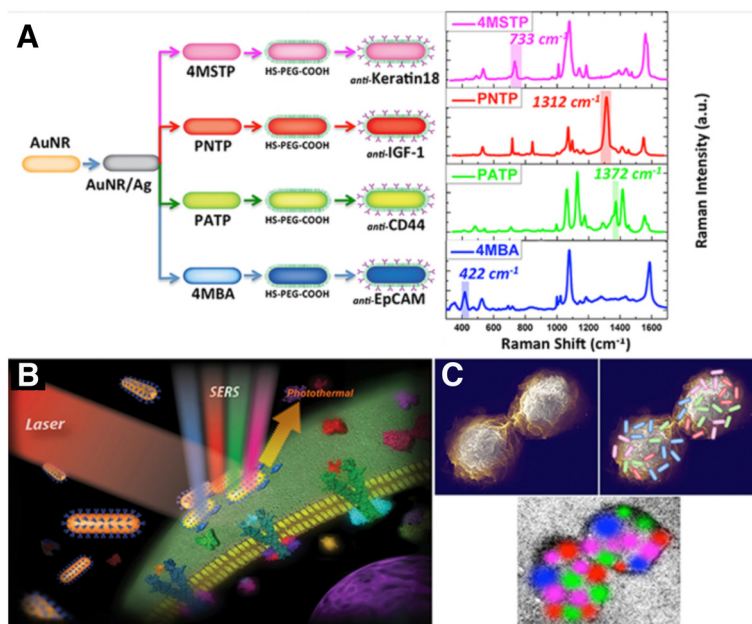 A
AuNR
AuNR/Ag
4MSTP
HS-PEG-COOH
anti-Keratin18
PNTP
HS-PEG-COOH
anti-IGF-1
PATP
HS-PEG-COOH
anti-CD44
4MBA
HS-PEG-COOH
anti-EpCAM
4MSTP
733 cm⁻¹
PNTP
1312 cm⁻¹
PATP
1372 cm⁻¹
4MBA
422 cm⁻¹
400 600 800 1000 1200 1400 1600
Raman Shift (cm⁻¹)
Raman Intensity (a.u.)
B
Laser
SERS
Photothermal
C